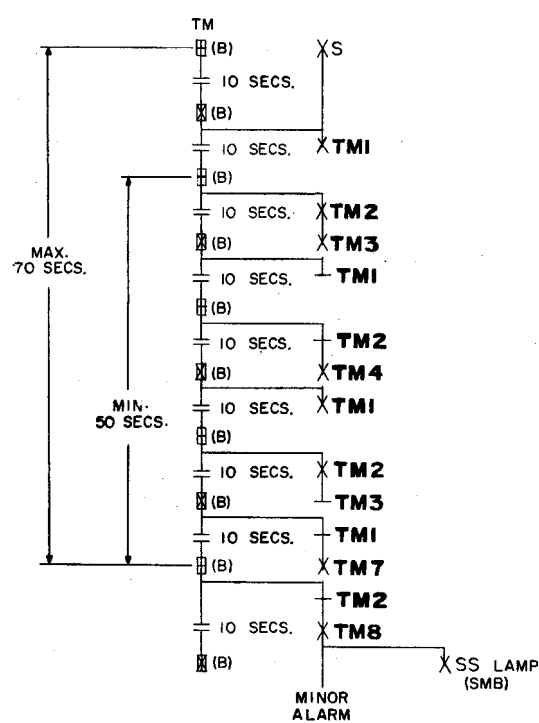 TM
(B) S
10 SECS.
(B)
10 SECS. TM1
(B)
10 SECS. TM2
(B) TM3
MAX.
70 SECS.
10 SECS. TM1
(B)
10 SECS. TM2
(B) TM4
MIN.
50 SECS.
10 SECS. TM1
(B)
10 SECS. TM2
(B) TM3
10 SECS. TM1
(B) TM7
TM2
10 SECS. TM8
(B)
SS LAMP
(SMB)
MINOR
ALARM